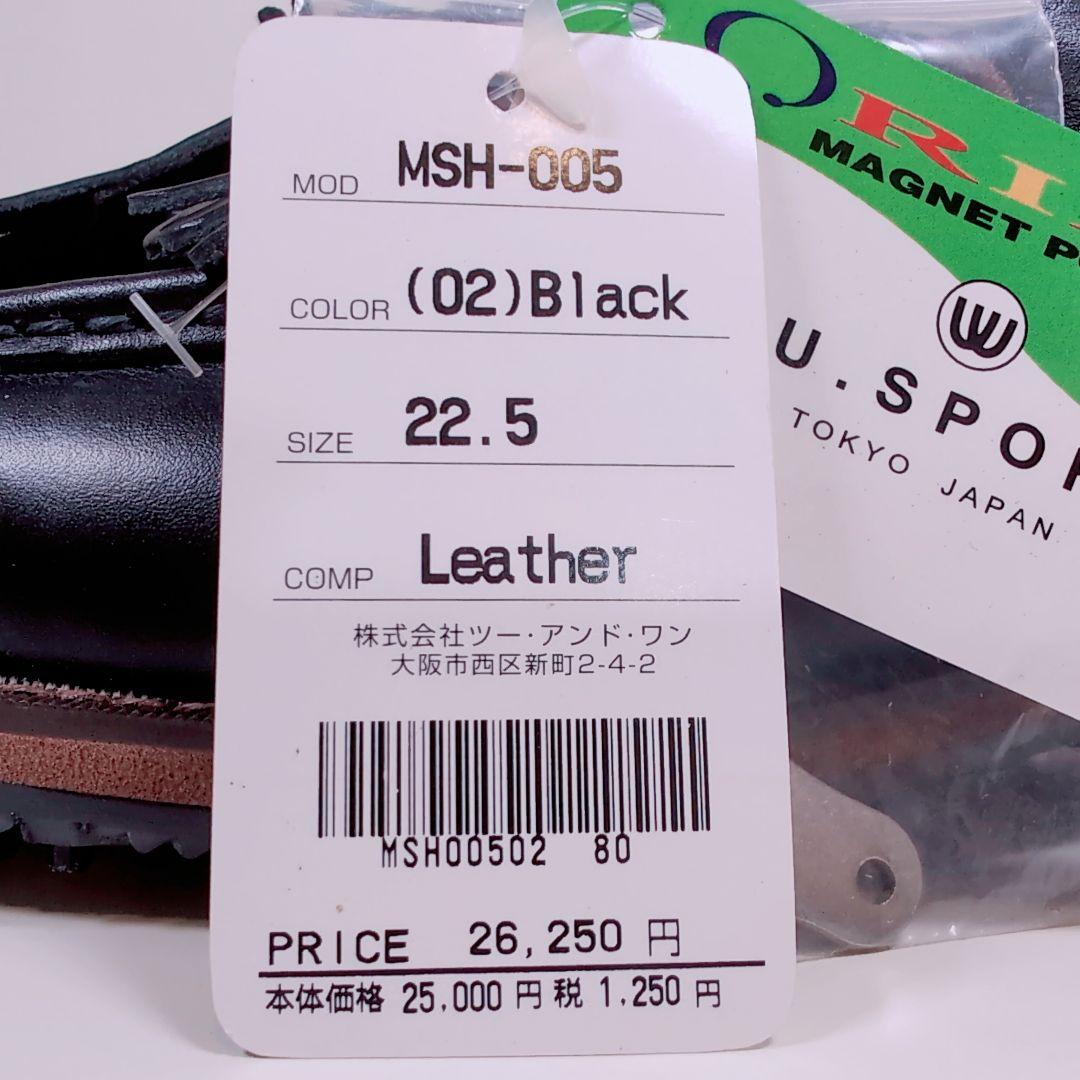 MOD MSH-005
COLOR (02)Black
SIZE 22.5
COMP Leather
株式会社ツー・アンド・ワン
大阪市西区新町2-4-2
MSH00502 80
PRICE 26,250 円
本体価格 25,000 円 税 1,250 円
MAGNET
U.SPO
TOKYO JAPAN